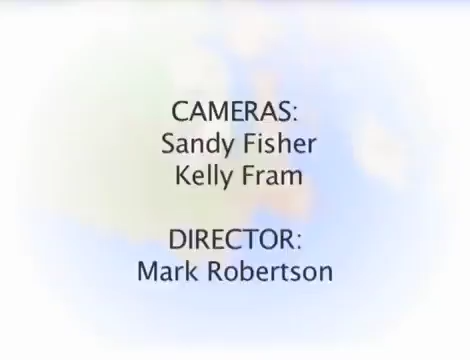 CAMERAS:
Sandy Fisher
Kelly Fram
DIRECTOR:
Mark Robertson